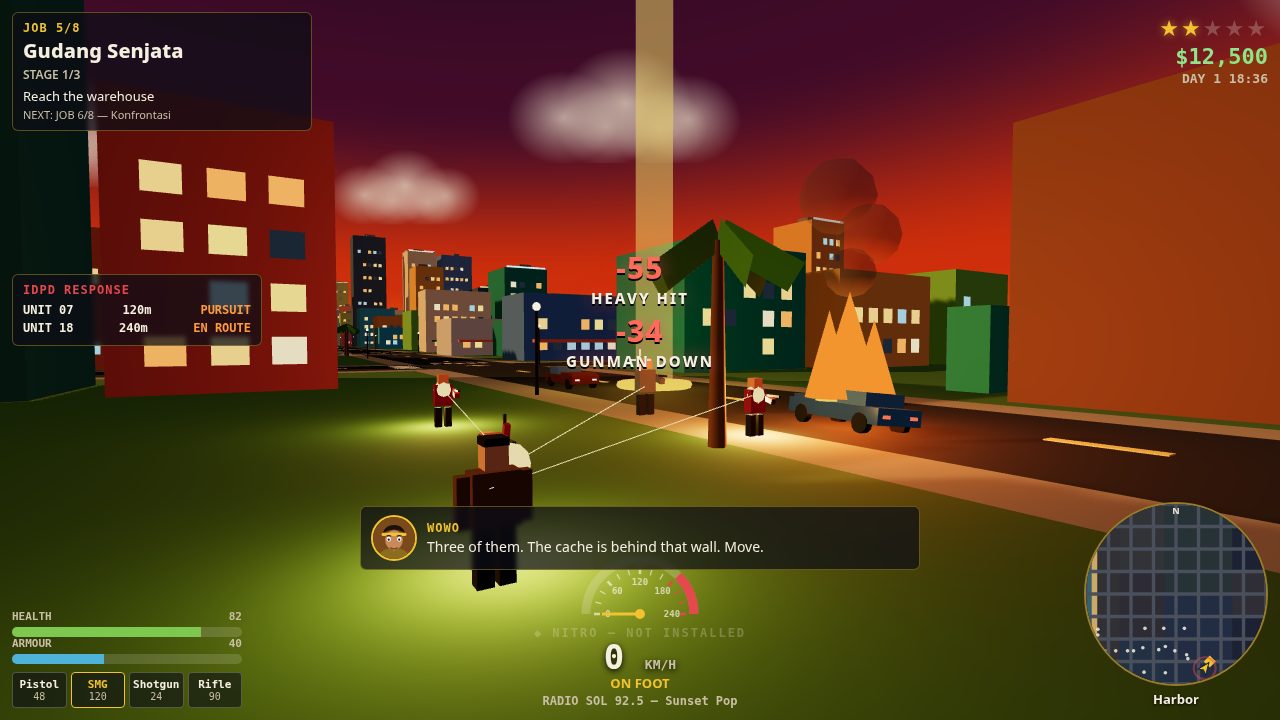 JOB 5/8
Gudang Senjata
STAGE 1/3
Reach the warehouse
NEXT: JOB 6/8 — Konfrontasi
★★★★★
$12,500
DAY 1 18:36
IDPD RESPONSE
UNIT 07 120m PURSUIT
UNIT 18 240m EN ROUTE
-55
HEAVY HIT
-34
GUNMAN DOWN
WOWO
Three of them. The cache is behind that wall. Move.
0 60 120 180 240
◆ NITRO — NOT INSTALLED
0 KM/H
ON FOOT
RADIO SOL 92.5 — Sunset Pop
HEALTH 82
ARMOUR 40
Pistol SMG Shotgun Rifle
48 120 24 90
N
Harbor